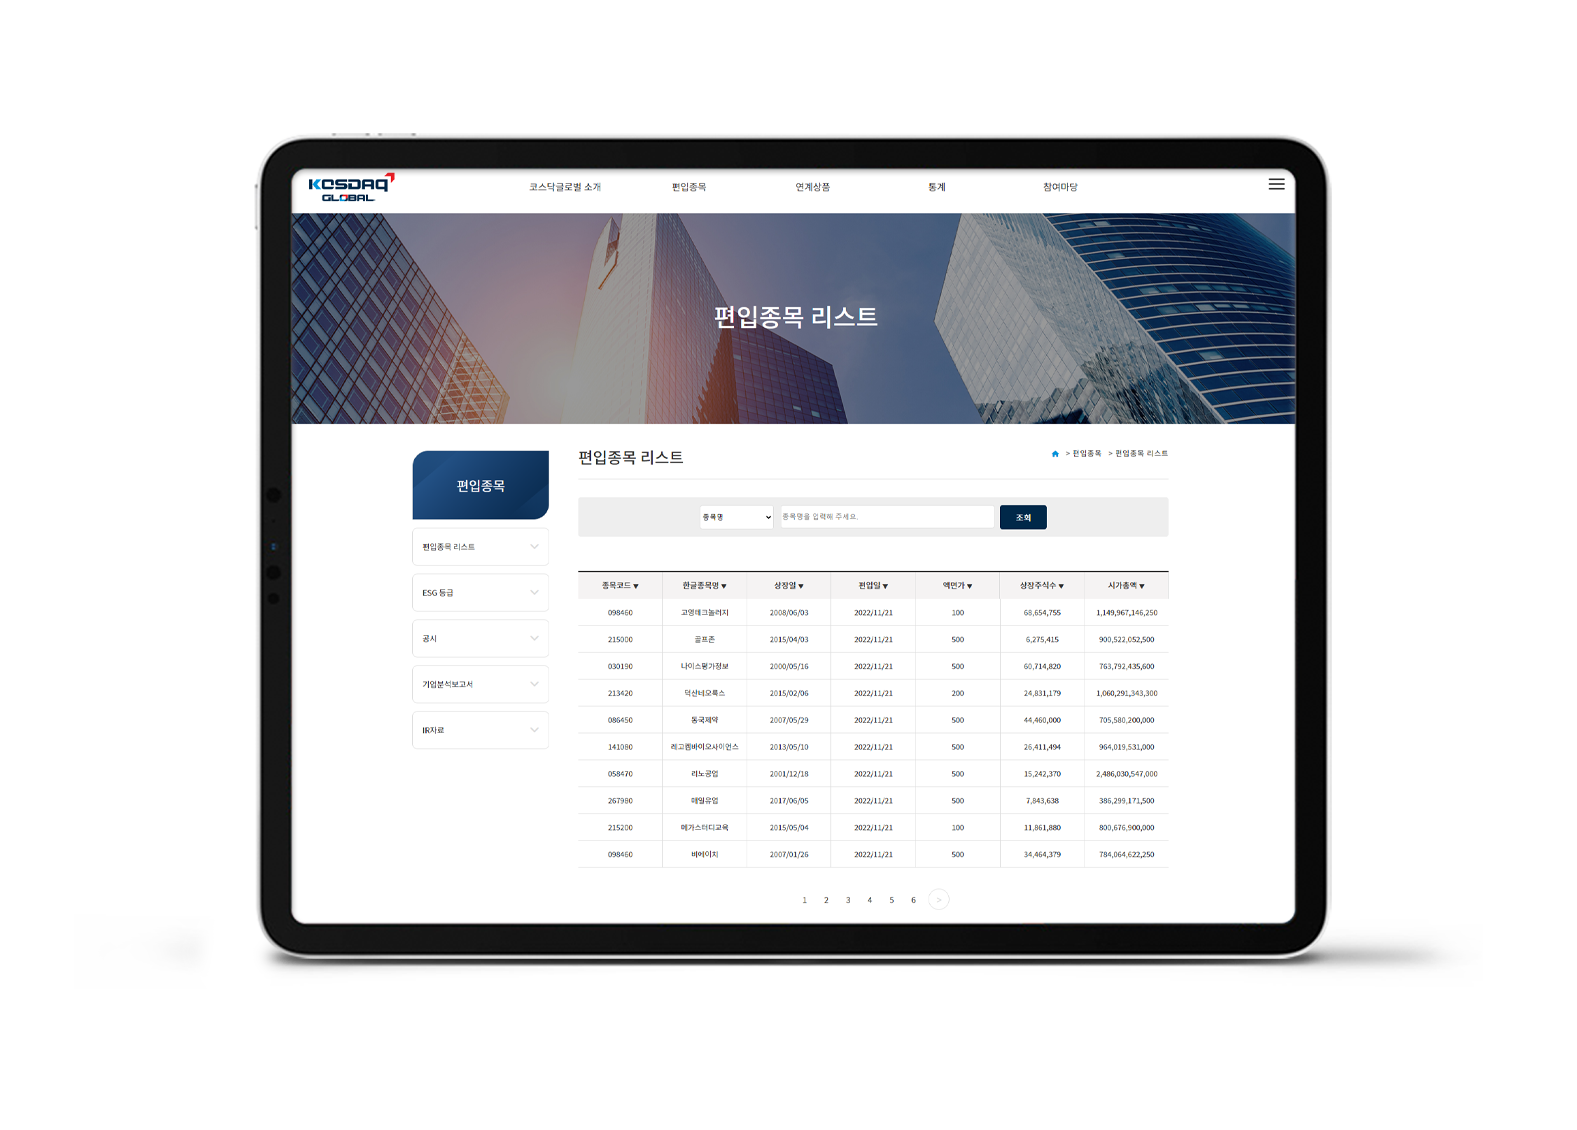 KOSDAQ
GLOBAL
코스닥글로벌 소개 편입종목 연계상품 통계 참여마당
편입종목 리스트
편입종목
편입종목 리스트
ESG 등급
공시
기업분석보고서
IR자료
편입종목 리스트
> 편입종목 > 편입종목 리스트
종목명 종목명을 입력해 주세요. 조회
종목코드 ▼ 한글종목명 ▼ 상장일 ▼ 편입일 ▼ 액면가 ▼ 상장주식수 ▼ 시가총액 ▼
098460 고영테크놀러지 2008/06/03 2022/11/21 100 68,654,755 1,149,967,146,250
215000 골프존 2015/04/03 2022/11/21 500 6,275,415 900,522,052,500
030190 나이스평가정보 2000/05/16 2022/11/21 500 60,714,820 763,792,435,600
213420 덕산네오룩스 2015/02/06 2022/11/21 200 24,831,179 1,060,291,343,300
086450 동국제약 2007/05/29 2022/11/21 500 44,460,000 705,580,200,000
141080 레고켐바이오사이언스 2013/05/10 2022/11/21 500 26,411,494 964,019,531,000
058470 리노공업 2001/12/18 2022/11/21 500 15,242,370 2,486,030,547,000
267980 매일유업 2017/06/05 2022/11/21 500 7,843,638 386,299,171,500
215200 메가스터디교육 2015/05/04 2022/11/21 100 11,861,880 800,676,900,000
098460 비에이치 2007/01/26 2022/11/21 500 34,464,379 784,064,622,250
1 2 3 4 5 6 >